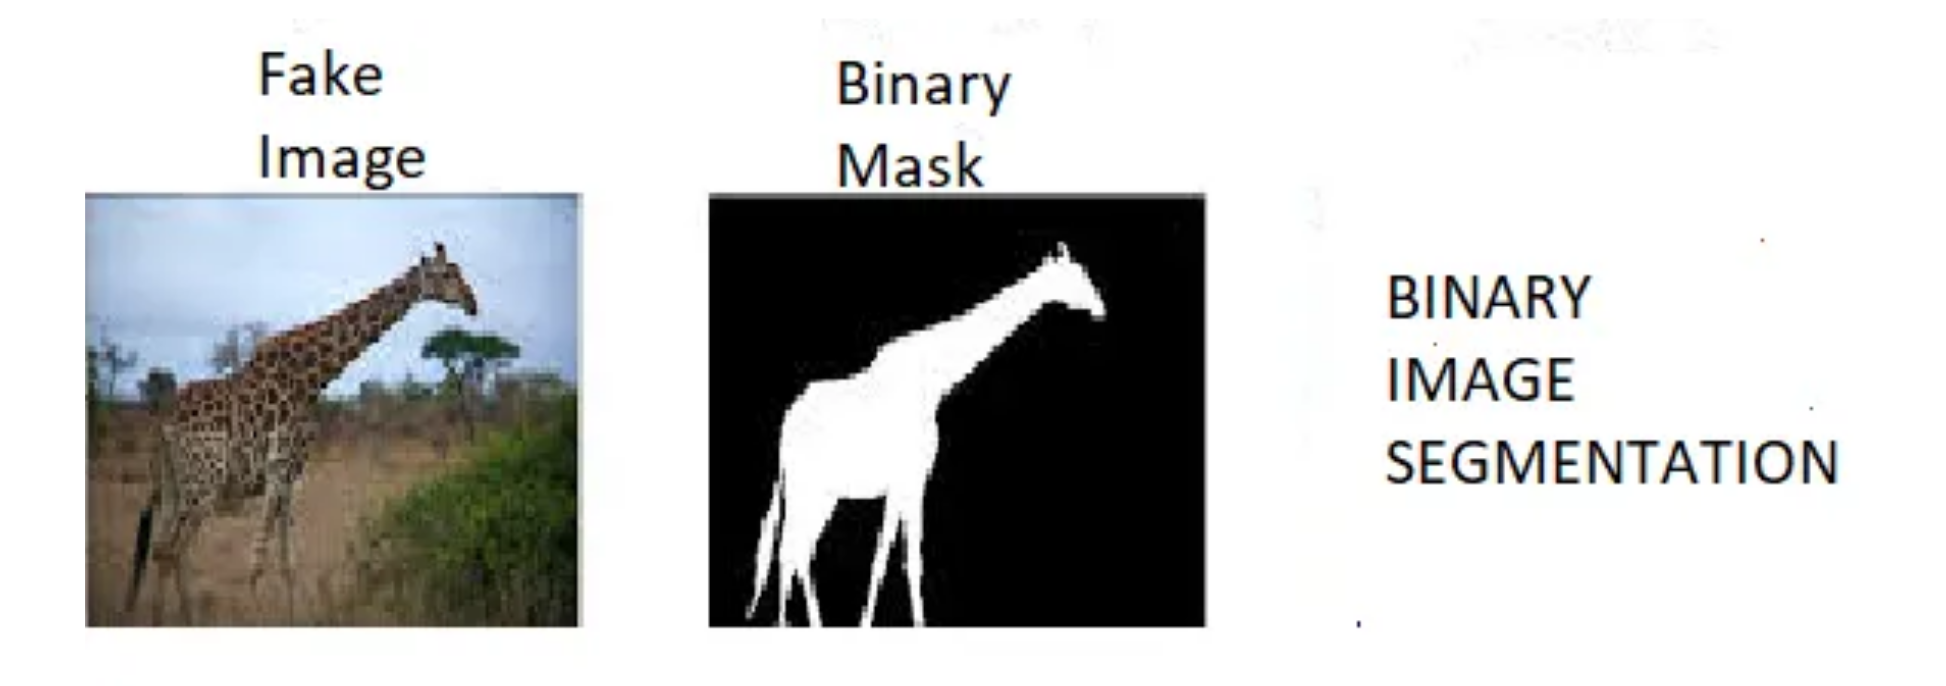 Fake
Image
Binary
Mask
BINARY
IMAGE
SEGMENTATION